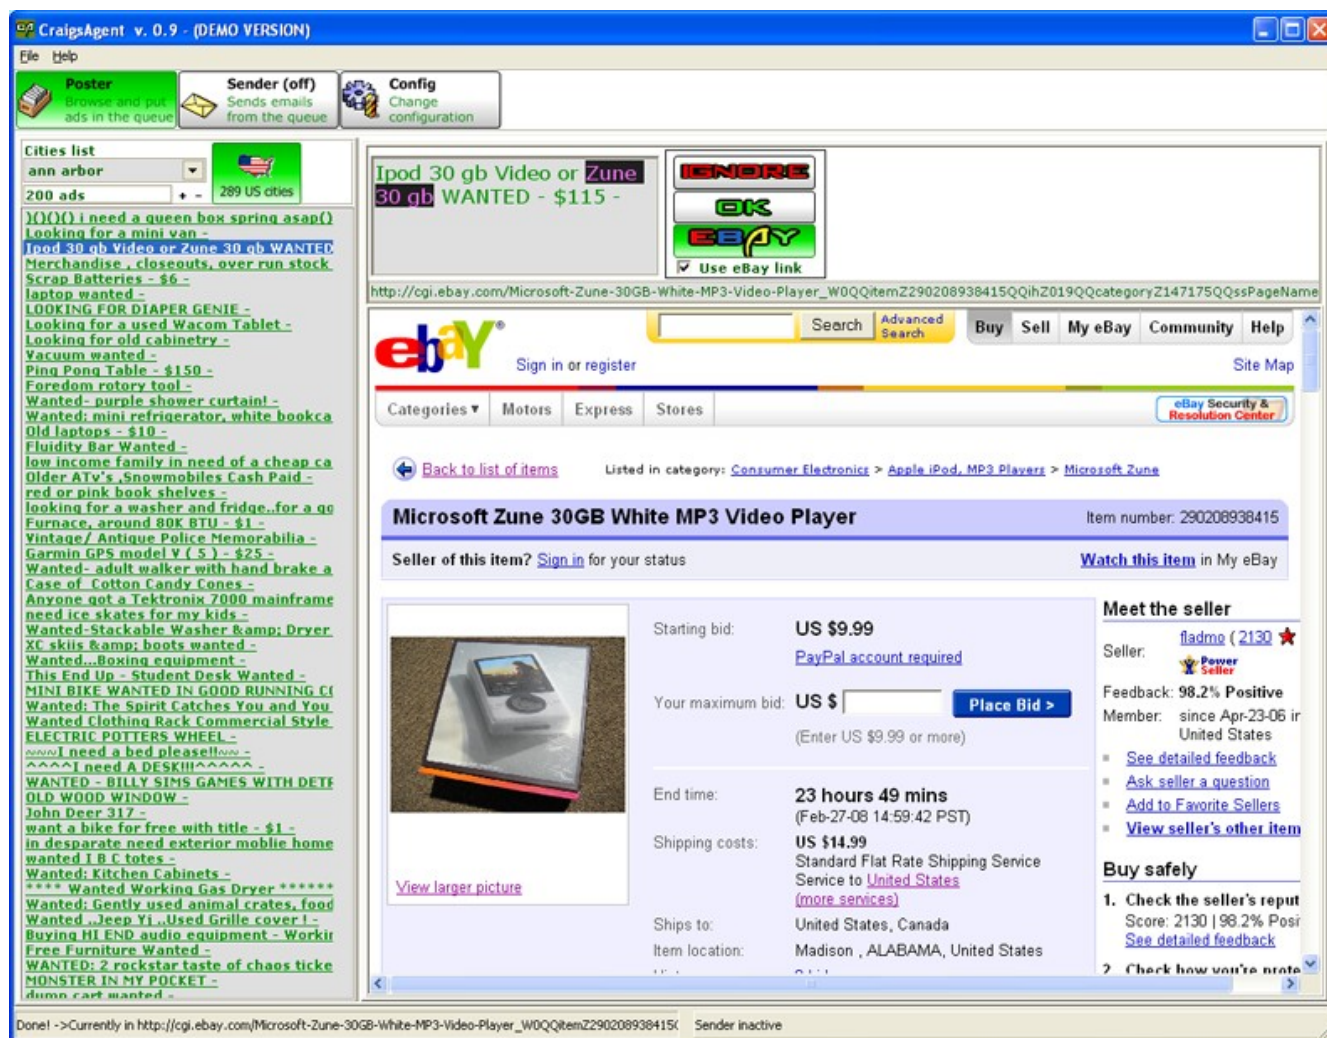 CraigsAgent v. 0.9 - (DEMO VERSION)
File Help
Poster
Browse and put
ads in the queue
Sender (off)
Sends emails
from the queue
Config
Change
configuration
Cities list
ann arbor
200 ads + -
289 US cities
)()()() i need a queen box spring asap()
Looking for a mini van -
Ipod 30 gb Video or Zune 30 gb WANTED
Merchandise , closeouts, over run stock
Scrap Batteries - $6 -
laptop wanted -
LOOKING FOR DIAPER GENIE -
Looking for a used Wacom Tablet -
Looking for old cabinetry -
Vacuum wanted -
Ping Pong Table - $150 -
Foredom rotory tool -
Wanted- purple shower curtain! -
Wanted: mini refrigerator, white bookca
Old laptops - $10 -
Fluidity Bar Wanted -
low income family in need of a cheap ca
Older ATv's ,Snowmobiles Cash Paid -
red or pink book shelves -
looking for a washer and fridge..for a go
Furnace, around 80K BTU - $1 -
Vintage/ Antique Police Memorabilia -
Garmin GPS model V ( 5 ) - $25 -
Wanted- adult walker with hand brake a
Case of Cotton Candy Cones -
Anyone got a Tektronix 7000 mainframe
need ice skates for my kids -
Wanted-Stackable Washer &amp; Dryer
XC skiis &amp; boots wanted -
Wanted...Boxing equipment -
This End Up - Student Desk Wanted -
MINI BIKE WANTED IN GOOD RUNNING
Wanted: The Spirit Catches You and You
Wanted Clothing Rack Commercial Style
ELECTRIC POTTERS WHEEL -
~~~I need a bed please!!~~ -
^^^^I need A DESK!!!^^^^^ -
WANTED - BILLY SIMS GAMES WITH
OLD WOOD WINDOW -
John Deer 317 -
want a bike for free with title - $1 -
in desparate need exterior moblie home
wanted I B C totes -
Wanted: Kitchen Cabinets -
**** Wanted Working Gas Dryer ******
Wanted: Gently used animal crates, food
Wanted ..Jeep Yj ..Used Grille cover ! -
Buying HI END audio equipment -
Free Furniture Wanted -
WANTED: 2 rockstar taste of chaos ticke
MONSTER IN MY POCKET -
dump cart wanted -
Ipod 30 gb Video or Zune
30 gb WANTED - $115 -
IGNORE
OK
EBAY
Use eBay link
http://cgi.ebay.com/Microsoft-Zune-30GB-White-MP3-Video-Player_W0QQitemZ290208938415QQihZ019QQcategoryZ147175QQssPageName
ebaY®
Sign in or register
Search
Advanced
Search
Buy Sell My eBay Community Help
Site Map
Categories ▼ Motors Express Stores
eBay Security &
Resolution Center
Back to list of items
Listed in category: Consumer Electronics > Apple iPod, MP3 Players > Microsoft Zune
Microsoft Zune 30GB White MP3 Video Player
Item number: 290208938415
Seller of this item? Sign in for your status
Watch this item in My eBay
View larger picture
Starting bid: US $9.99
PayPal account required
Your maximum bid: US $
Place Bid >
(Enter US $9.99 or more)
End time: 23 hours 49 mins
(Feb-27-08 14:59:42 PST)
Shipping costs: US $14.99
Standard Flat Rate Shipping Service
Service to United States
(more services)
Ships to: United States, Canada
Item location: Madison , ALABAMA, United States
Meet the seller
Seller: fladmo ( 2130
Power
Seller
Feedback: 98.2% Positive
Member: since Apr-23-06 in
United States
See detailed feedback
Ask seller a question
Add to Favorite Sellers
View seller's other item
Buy safely
1. Check the seller's reput
Score: 2130 | 98.2% Posi
See detailed feedback
2. Check how you're prote
Done! ->Currently in http://cgi.ebay.com/Microsoft-Zune-30GB-White-MP3-Video-Player_W0QQitemZ290208938415
Sender inactive